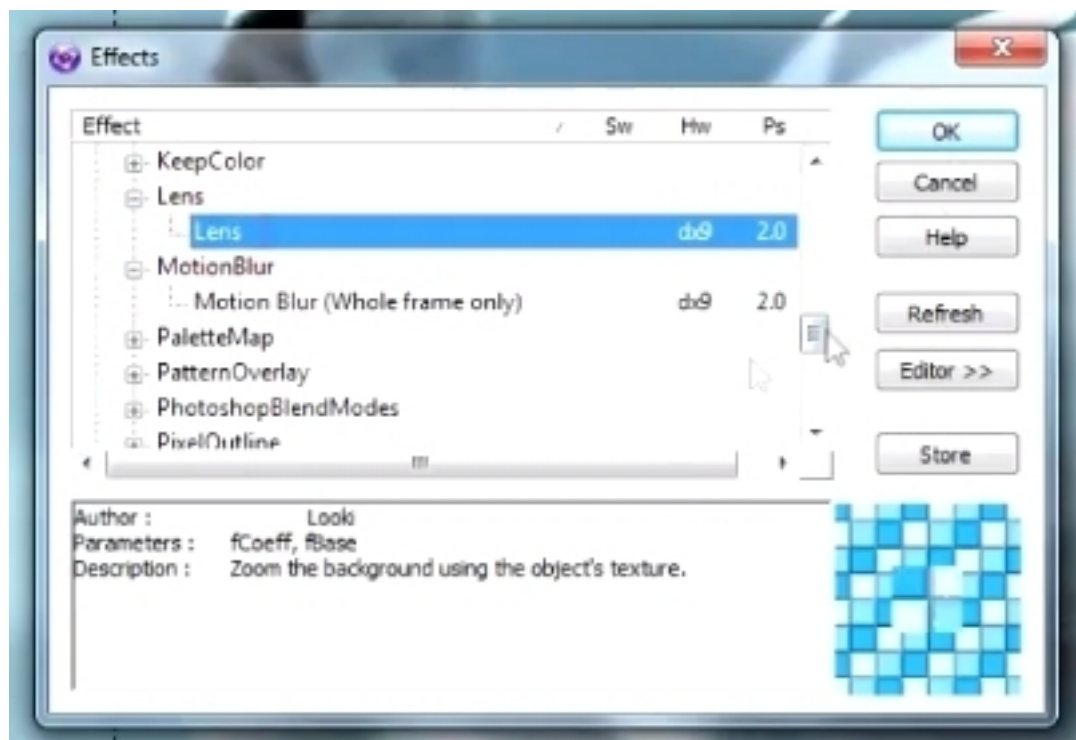 Effects
Effect Sw Hw Ps
KeepColor
Lens
Lens dx9 2.0
MotionBlur
Motion Blur (Whole frame only) dx9 2.0
PaletteMap
PatternOverlay
PhotoshopBlendModes
PixelOutline
OK
Cancel
Help
Refresh
Editor >>
Store
Author : Looki
Parameters : fCoeff, fBase
Description : Zoom the background using the object's texture.